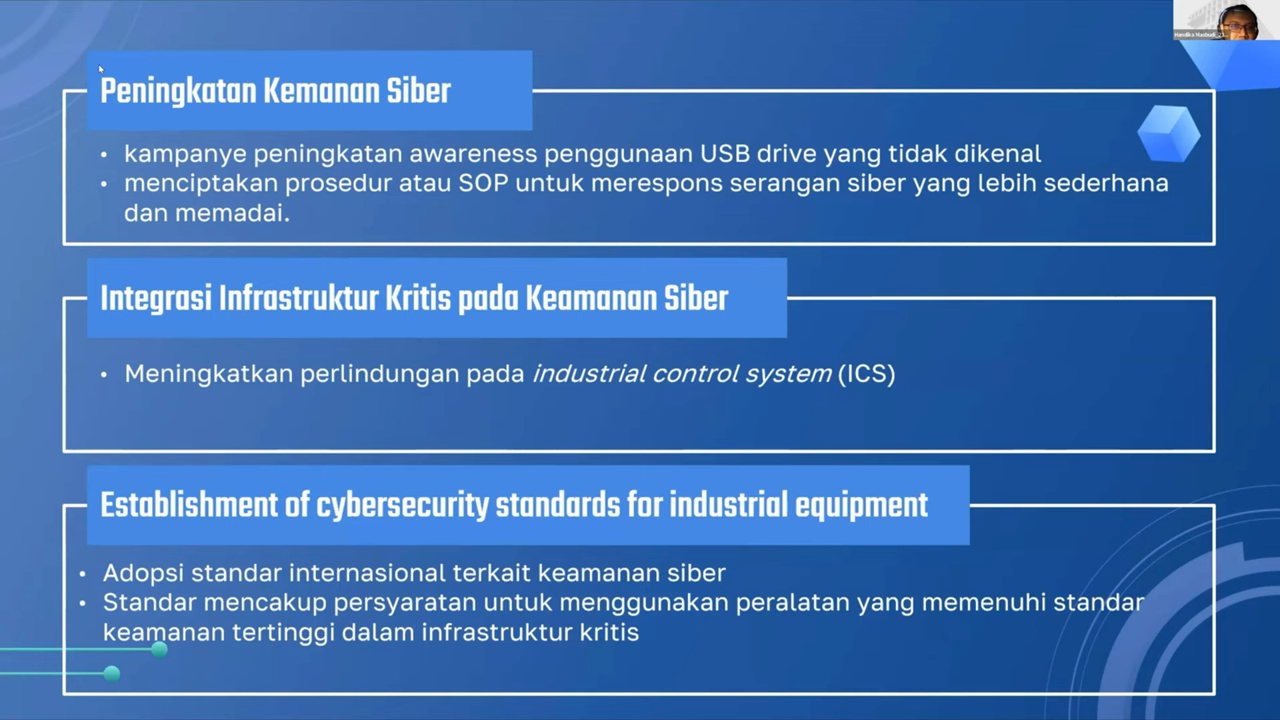 Peningkatan Kemanan Siber
• kampanye peningkatan awareness penggunaan USB drive yang tidak dikenal
• menciptakan prosedur atau SOP untuk merespons serangan siber yang lebih sederhana
dan memadai.
Integrasi Infrastruktur Kritis pada Keamanan Siber
• Meningkatkan perlindungan pada industrial control system (ICS)
Establishment of cybersecurity standards for industrial equipment
• Adopsi standar internasional terkait keamanan siber
• Standar mencakup persyaratan untuk menggunakan peralatan yang memenuhi standar
keamanan tertinggi dalam infrastruktur kritis